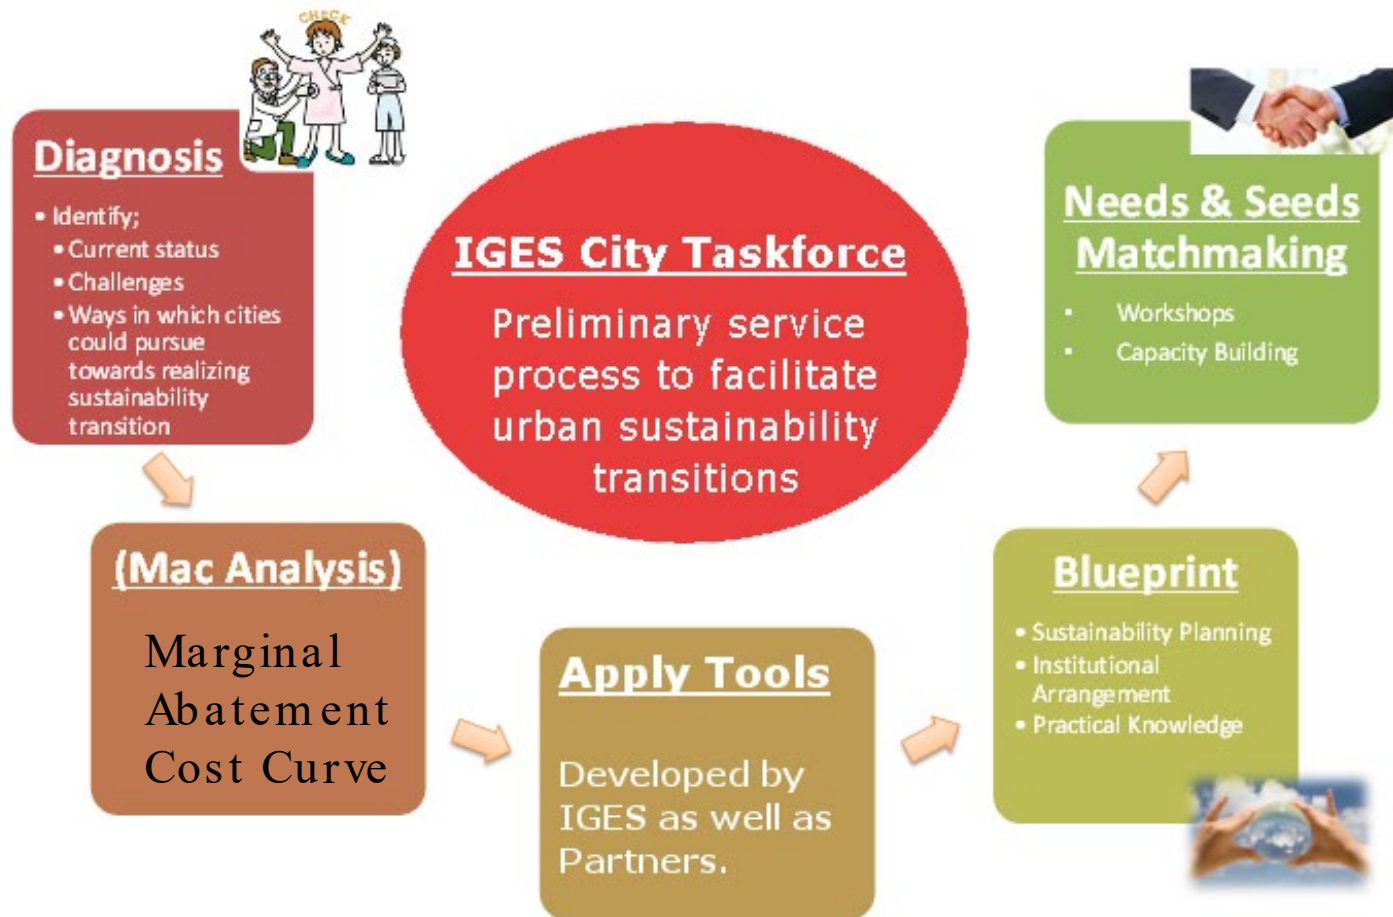 CHECK
Diagnosis
• Identify;
• Current status
• Challenges
• Ways in which cities
could pursue
towards realizing
sustainability
transition
IGES City Taskforce
Preliminary service
process to facilitate
urban sustainability
transitions
Needs & Seeds
Matchmaking
▪ Workshops
▪ Capacity Building
(Mac Analysis)
Marginal
Abatement
Cost Curve
Apply Tools
Developed by
IGES as well as
Partners.
Blueprint
• Sustainability Planning
• Institutional
Arrangement
• Practical Knowledge